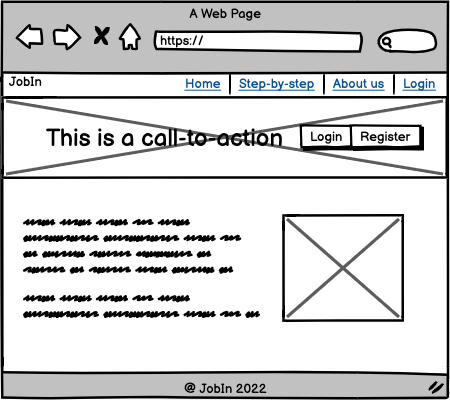 A Web Page
https://
JobIn
Home Step-by-step About us Login
This is a call-to-action Login Register
@ JobIn 2022